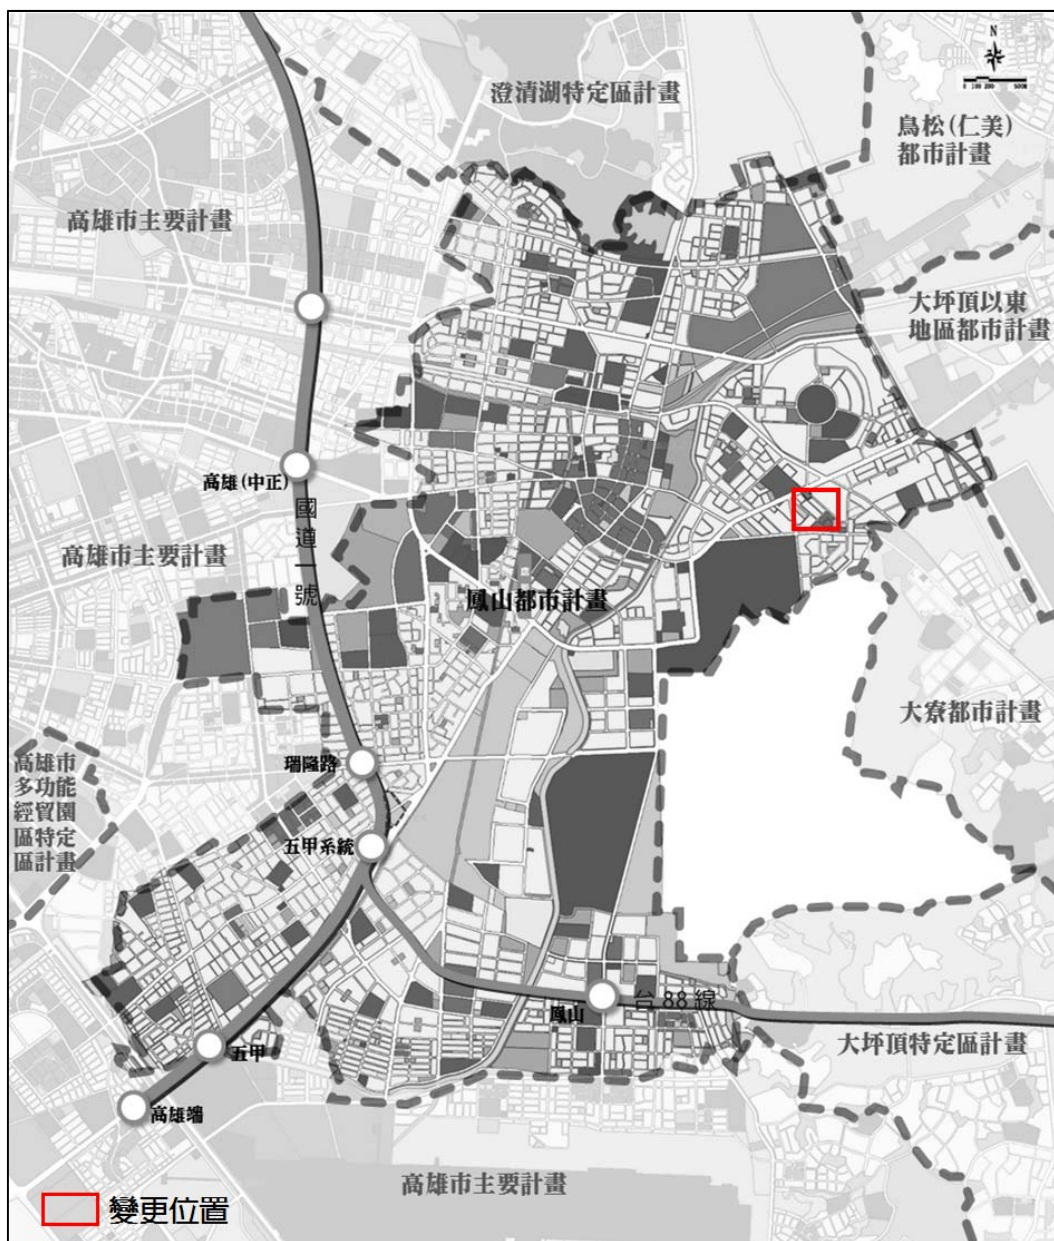 N
0 100 200 500M
澄清湖特定區計畫
鳥松(仁美)
都市計畫
高雄市主要計畫
大坪頂以東
地區都市計畫
高雄(中正)
國道一號
高雄市主要計畫
鳳山都市計畫
大寮都市計畫
高雄市
多功能
經貿園
區特定
區計畫
瑞隆路
五甲系統
鳳山
台88線
五甲
大坪頂特定區計畫
高雄端
高雄市主要計畫
變更位置